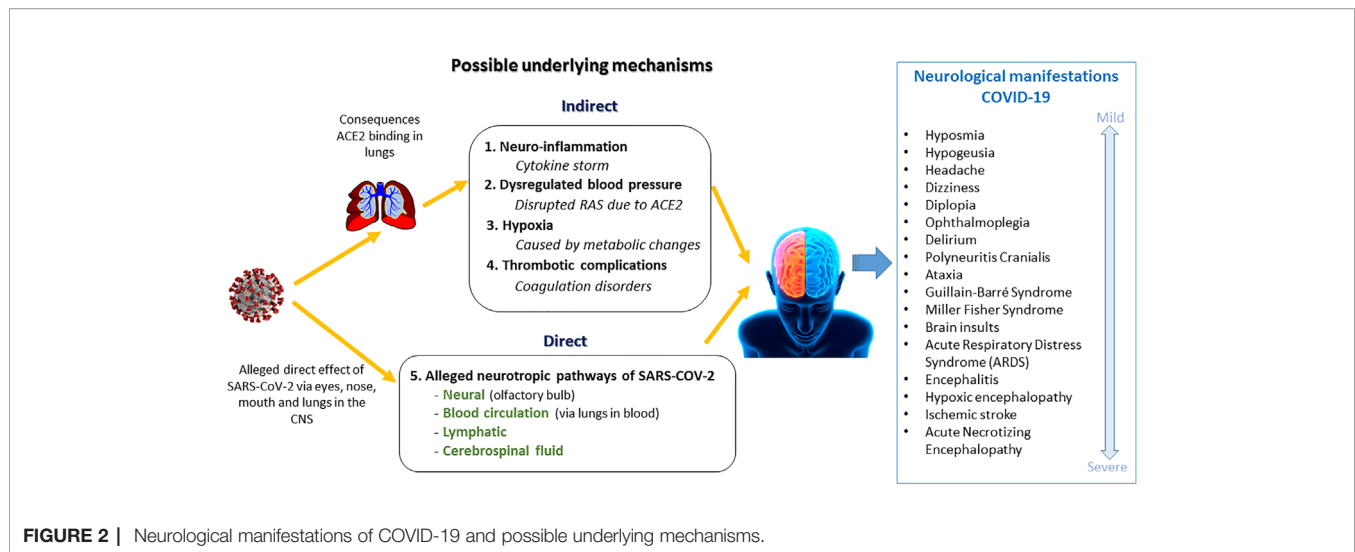 Possible underlying mechanisms
Consequences
ACE2 binding in
lungs
Alleged direct effect of
SARS-CoV-2 via eyes, nose,
mouth and lungs in the
CNS
Indirect
1. Neuro-inflammation
Cytokine storm
2. Dysregulated blood pressure
Disrupted RAS due to ACE2
3. Hypoxia
Caused by metabolic changes
4. Thrombotic complications
Coagulation disorders
Direct
5. Alleged neurotropic pathways of SARS-COV-2
- Neural (olfactory bulb)
- Blood circulation (via lungs in blood)
- Lymphatic
- Cerebrospinal fluid
Neurological manifestations
COVID-19
Mild
• Hyposmia
• Hypogeusia
• Headache
• Dizziness
• Diplopia
• Ophthalmoplegia
• Delirium
• Polyneuritis Cranialis
• Ataxia
• Guillain-Barré Syndrome
• Miller Fisher Syndrome
• Brain insults
• Acute Respiratory Distress
Syndrome (ARDS)
• Encephalitis
• Hypoxic encephalopathy
• Ischemic stroke
• Acute Necrotizing
Encephalopathy
Severe
FIGURE 2 | Neurological manifestations of COVID-19 and possible underlying mechanisms.